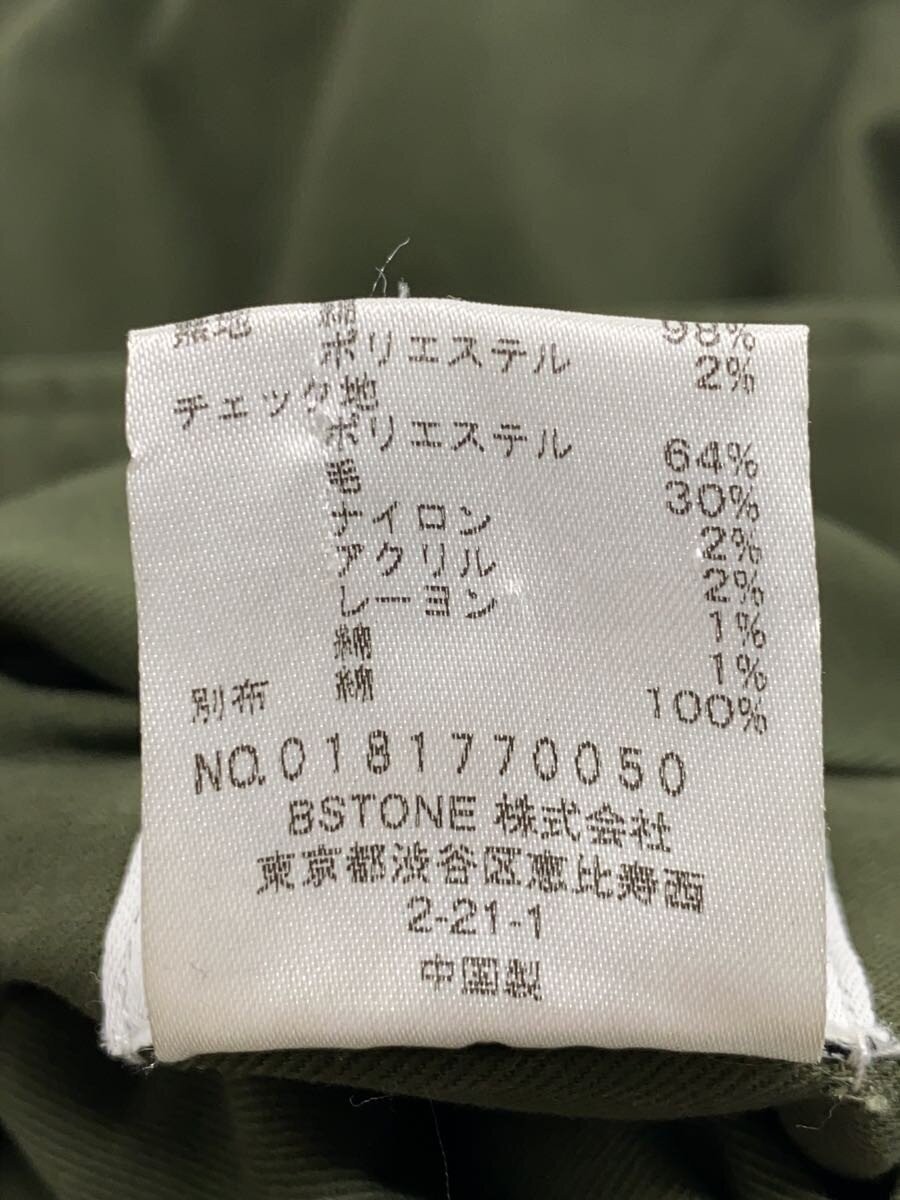 無地 綿 98%
ポリエステル 2%
チェック地
ポリエステル 64%
毛 30%
ナイロン 2%
アクリル 2%
レーヨン 1%
綿 1%
別布 綿 100%
NO.0181770050
BSTONE 株式会社
東京都渋谷区恵比寿西
2-21-1
中国製